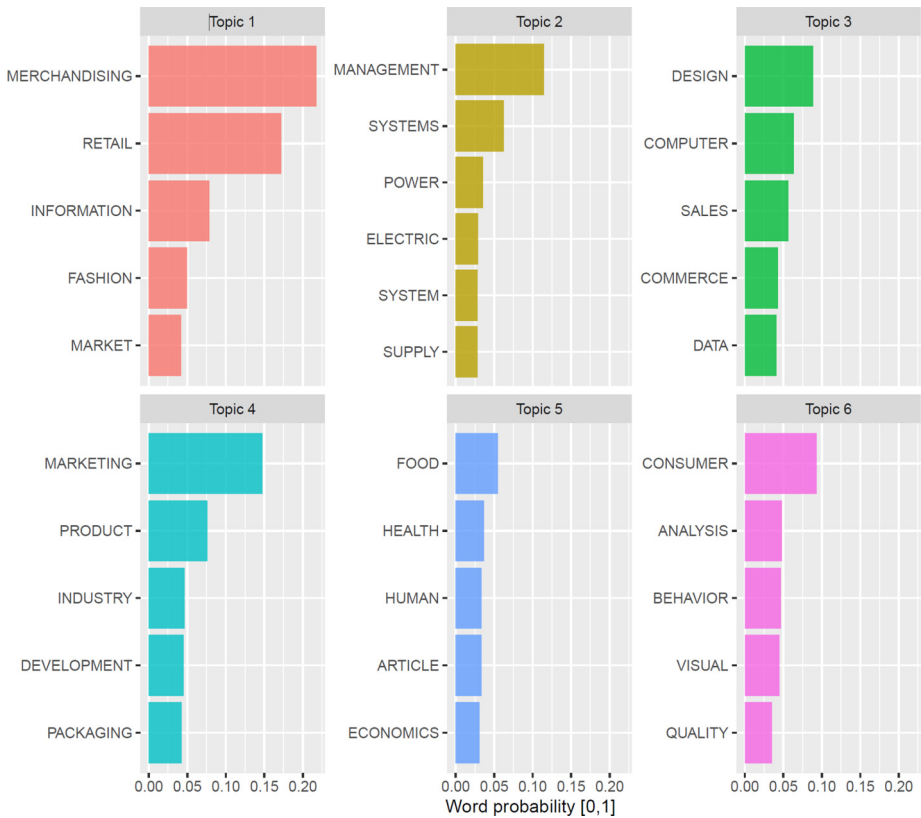 Topic 1
MERCHANDISING
RETAIL
INFORMATION
FASHION
MARKET
Topic 2
MANAGEMENT
SYSTEMS
POWER
ELECTRIC
SYSTEM
SUPPLY
Topic 3
DESIGN
COMPUTER
SALES
COMMERCE
DATA
Topic 4
MARKETING
PRODUCT
INDUSTRY
DEVELOPMENT
PACKAGING
0.00 0.05 0.10 0.15 0.20
Topic 5
FOOD
HEALTH
HUMAN
ARTICLE
ECONOMICS
0.00 0.05 0.10 0.15 0.20
Topic 6
CONSUMER
ANALYSIS
BEHAVIOR
VISUAL
QUALITY
0.00 0.05 0.10 0.15 0.20
Word probability [0,1]